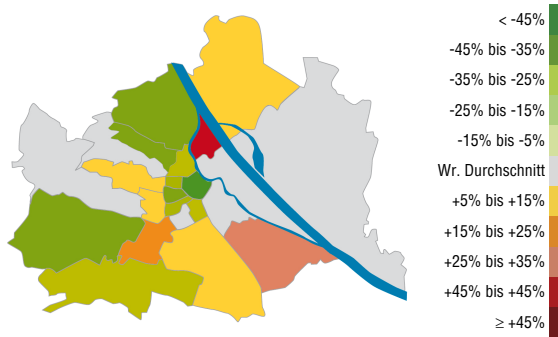 < -45%
-45% bis -35%
-35% bis -25%
-25% bis -15%
-15% bis -5%
Wr. Durchschnitt
+5% bis +15%
+15% bis +25%
+25% bis +35%
+45% bis +45%
≥ +45%